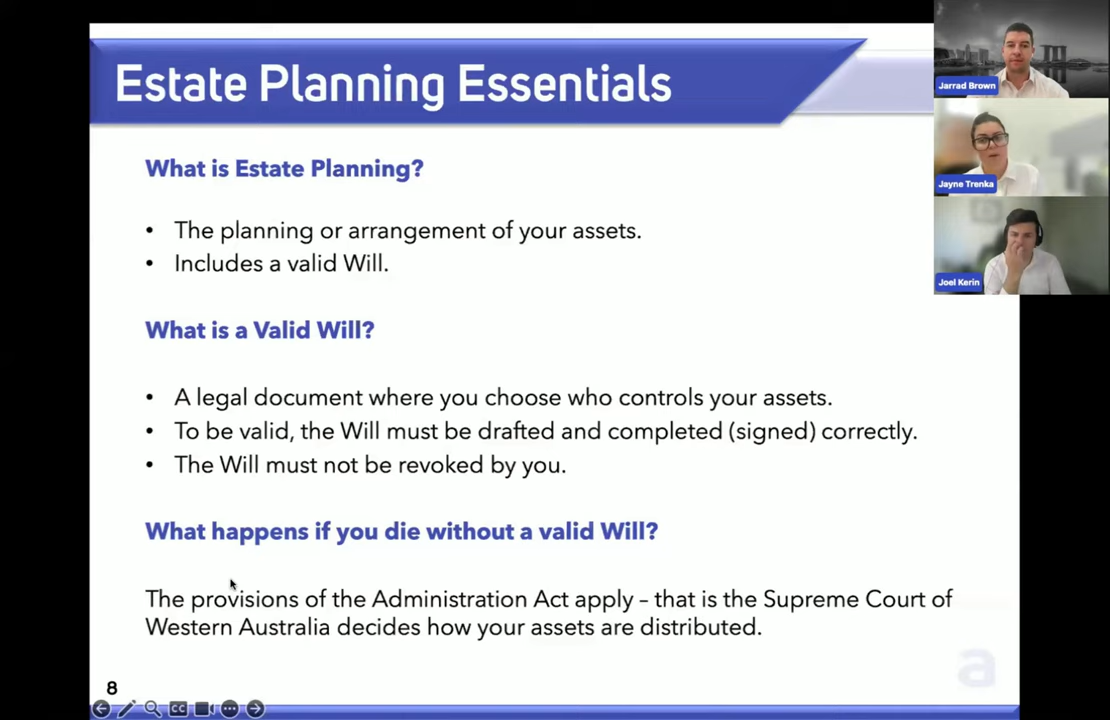 Estate Planning Essentials
What is Estate Planning?
• The planning or arrangement of your assets.
• Includes a valid Will.
What is a Valid Will?
• A legal document where you choose who controls your assets.
• To be valid, the Will must be drafted and completed (signed) correctly.
• The Will must not be revoked by you.
What happens if you die without a valid Will?
The provisions of the Administration Act apply – that is the Supreme Court of
Western Australia decides how your assets are distributed.
8
CC
a
Jarrad Brown
Jayne Trenka
Joel Kerin